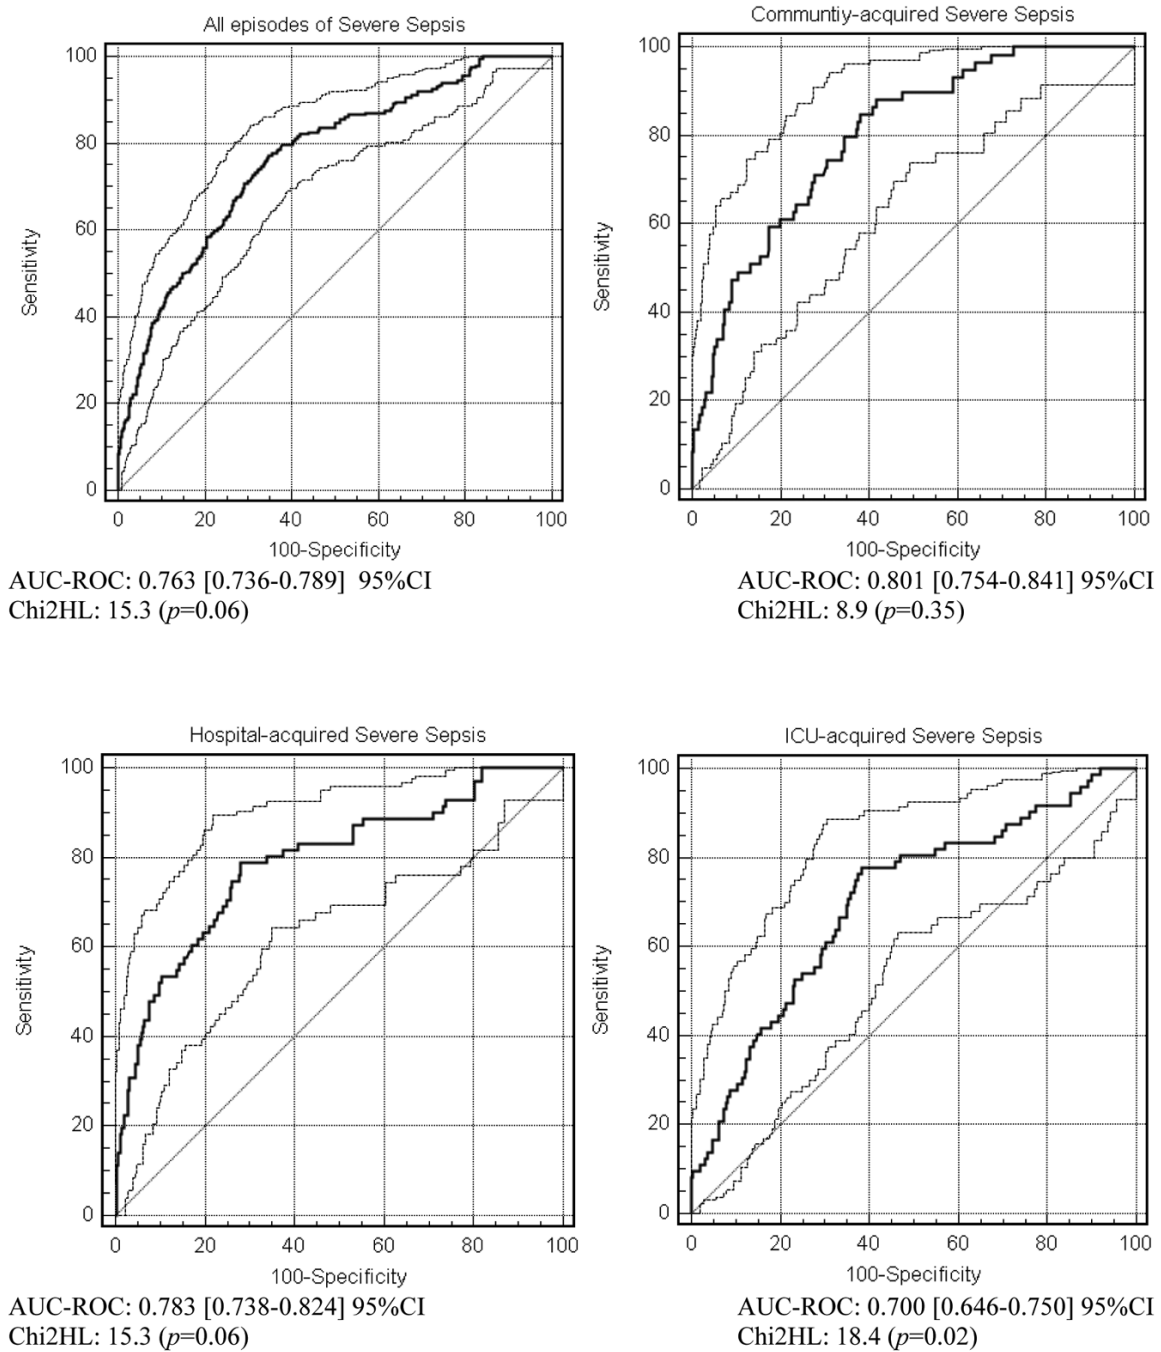 All episodes of Severe Sepsis
100
80
60
40
20
0
Sensitivity
0 20 40 60 80 100
100-Specificity
AUC-ROC: 0.763 [0.736-0.789] 95%CI
Chi2HL: 15.3 (p=0.06)
Communtiy-acquired Severe Sepsis
100
80
60
40
20
0
Sensitivity
0 20 40 60 80 100
100-Specificity
AUC-ROC: 0.801 [0.754-0.841] 95%CI
Chi2HL: 8.9 (p=0.35)
Hospital-acquired Severe Sepsis
100
80
60
40
20
0
Sensitivity
0 20 40 60 80 100
100-Specificity
AUC-ROC: 0.783 [0.738-0.824] 95%CI
Chi2HL: 15.3 (p=0.06)
ICU-acquired Severe Sepsis
100
80
60
40
20
0
Sensitivity
0 20 40 60 80 100
100-Specificity
AUC-ROC: 0.700 [0.646-0.750] 95%CI
Chi2HL: 18.4 (p=0.02)